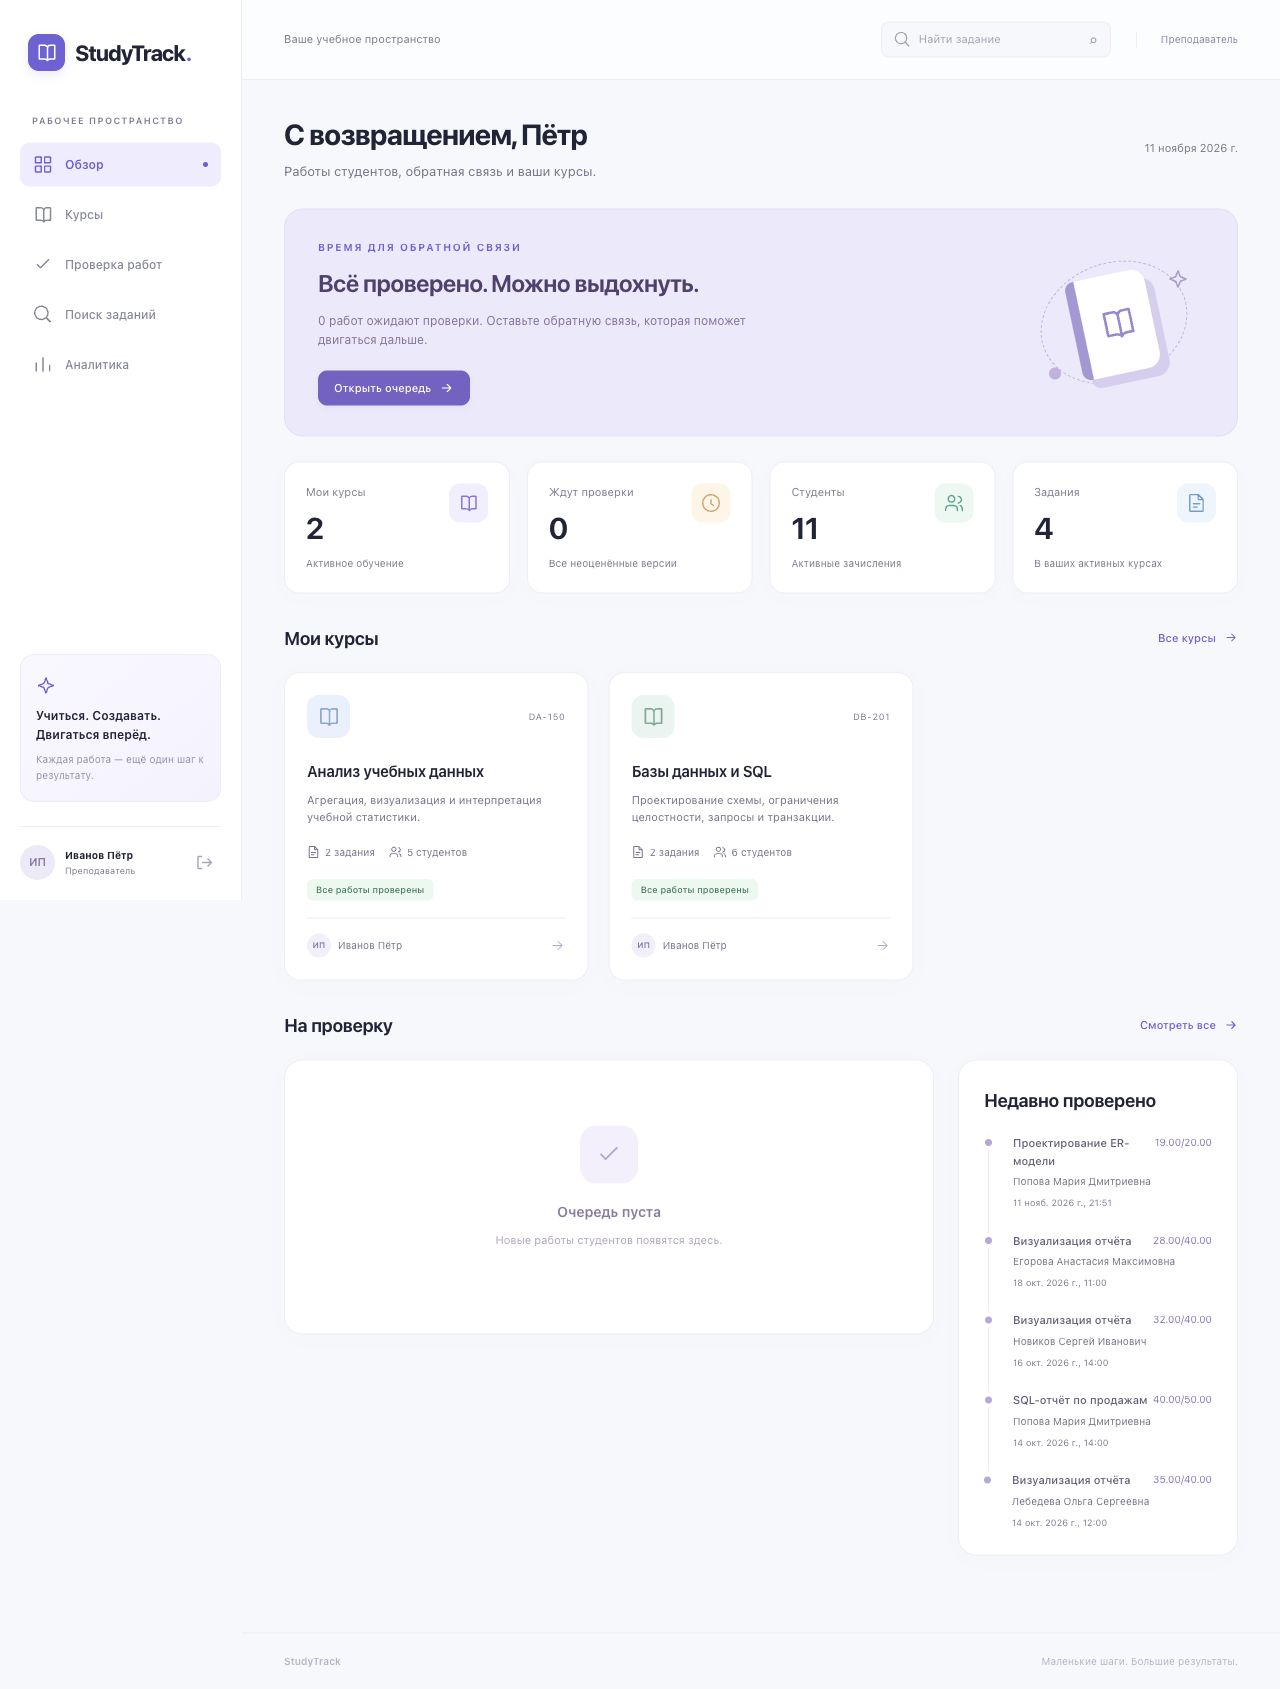 StudyTrack.
РАБОЧЕЕ ПРОСТРАНСТВО
Обзор
Курсы
Проверка работ
Поиск заданий
Аналитика
Учиться. Создавать.
Двигаться вперёд.
Каждая работа — ещё один шаг к
результату.
ИП
Иванов Пётр
Преподаватель
Ваше учебное пространство
Найти задание
Преподаватель
С возвращением, Пётр
Работы студентов, обратная связь и ваши курсы.
11 ноября 2026 г.
ВРЕМЯ ДЛЯ ОБРАТНОЙ СВЯЗИ
Всё проверено. Можно выдохнуть.
0 работ ожидают проверки. Оставьте обратную связь, которая поможет
двигаться дальше.
Открыть очередь →
Мои курсы
2
Активное обучение
Ждут проверки
0
Все неоценённые версии
Студенты
11
Активные зачисления
Задания
4
В ваших активных курсах
Мои курсы
Все курсы →
DA-150
Анализ учебных данных
Агрегация, визуализация и интерпретация
учебной статистики.
2 задания 5 студентов
Все работы проверены
ИП Иванов Пётр →
DB-201
Базы данных и SQL
Проектирование схемы, ограничения
целостности, запросы и транзакции.
2 задания 6 студентов
Все работы проверены
ИП Иванов Пётр →
На проверку
Смотреть все →
Очередь пуста
Новые работы студентов появятся здесь.
Недавно проверено
Проектирование ER- 19.00/20.00
модели
Попова Мария Дмитриевна
11 нояб. 2026 г., 21:51
Визуализация отчёта 28.00/40.00
Егорова Анастасия Максимовна
18 окт. 2026 г., 11:00
Визуализация отчёта 32.00/40.00
Новиков Сергей Иванович
16 окт. 2026 г., 14:00
SQL-отчёт по продажам 40.00/50.00
Попова Мария Дмитриевна
14 окт. 2026 г., 14:00
Визуализация отчёта 35.00/40.00
Лебедева Ольга Сергеевна
14 окт. 2026 г., 12:00
StudyTrack
Маленькие шаги. Большие результаты.